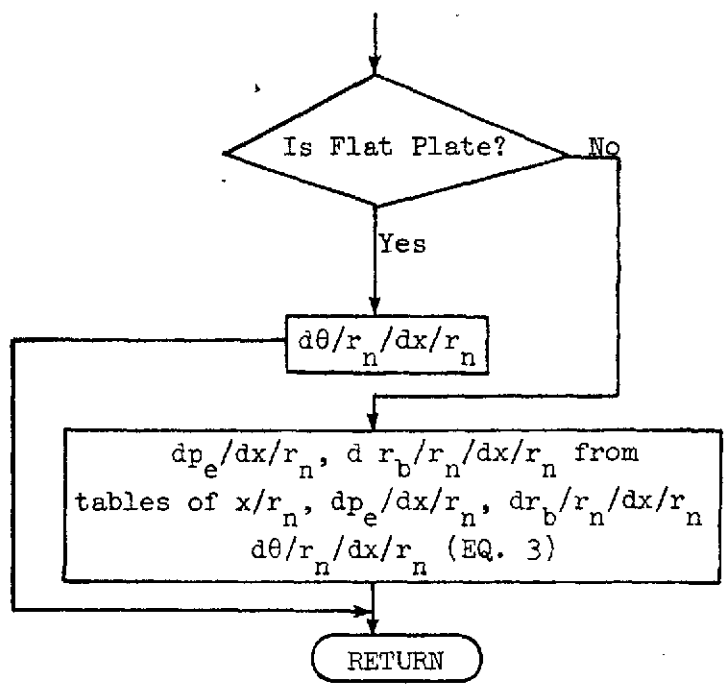 Is Flat Plate?
No
Yes
dθ/r_n/dx/r_n
dp_e/dx/r_n, d r_b/r_n/dx/r_n from
tables of x/r_n, dp_e/dx/r_n, dr_b/r_n/dx/r_n
dθ/r_n/dx/r_n (EQ. 3)
RETURN